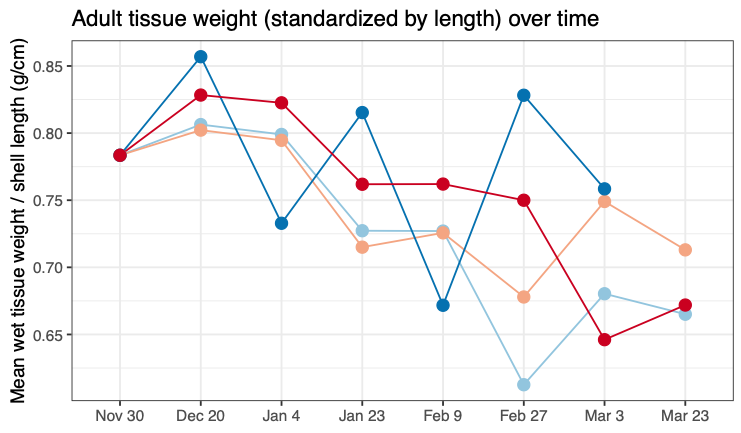 Adult tissue weight (standardized by length) over time
Mean wet tissue weight / shell length (g/cm)
0.85
0.80
0.75
0.70
0.65
Nov 30 Dec 20 Jan 4 Jan 23 Feb 9 Feb 27 Mar 3 Mar 23